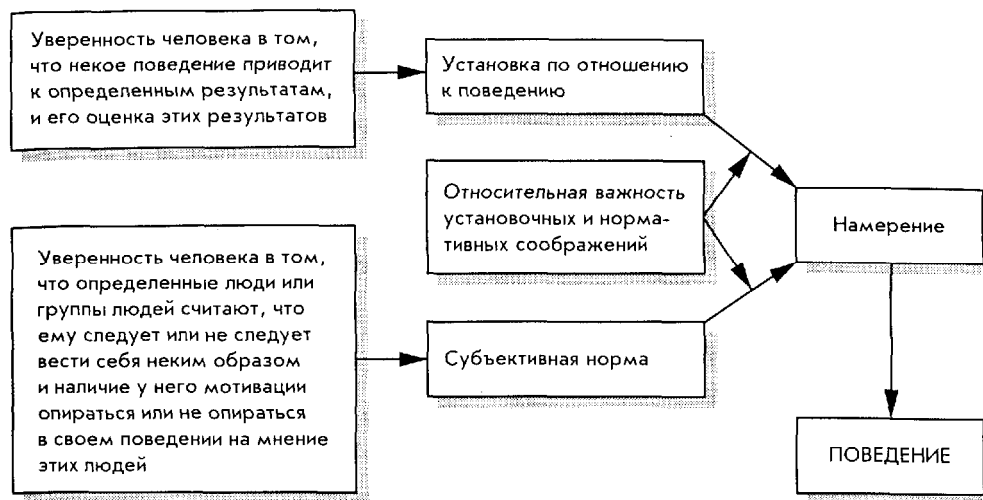 Уверенность человека в том,
что некое поведение приводит
к определенным результатам,
и его оценка этих результатов
Установка по отношению
к поведению
Относительная важность
установочных и норма-
тивных соображений
Намерение
Уверенность человека в том,
что определенные люди или
группы людей считают, что
ему следует или не следует
вести себя неким образом
и наличие у него мотивации
опираться или не опираться
в своем поведении на мнение
этих людей
Субъективная норма
ПОВЕДЕНИЕ